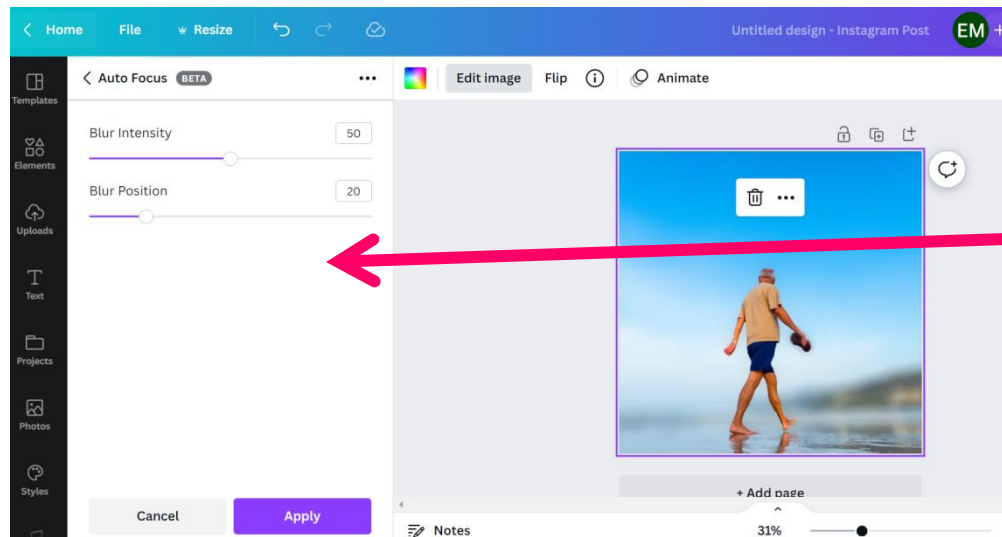 Home File Resize Untitled design - Instagram Post EM +
Templates
Elements
Uploads
Text
Projects
Photos
Styles
Auto Focus BETA
Blur Intensity 50
Blur Position 20
Cancel Apply
Edit image Flip Animate
+ Add page
Notes 31%